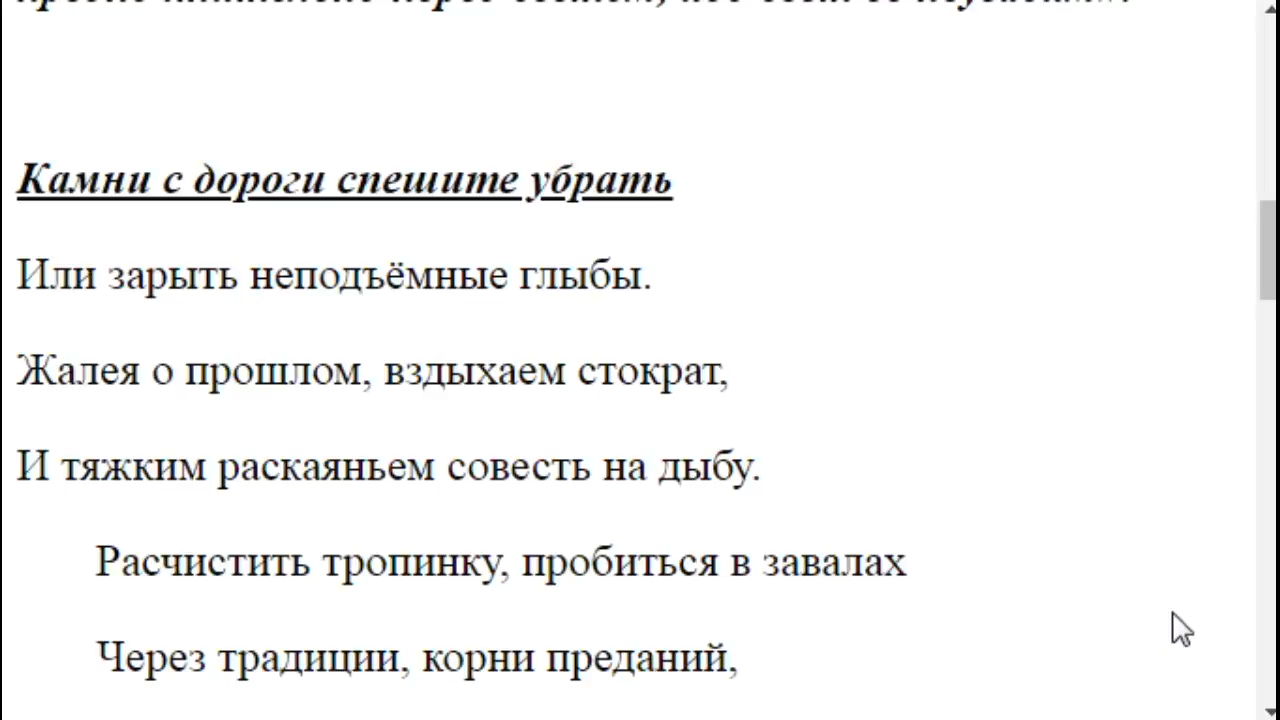 Камни с дороги спешите убрать
Или зарыть неподъёмные глыбы.
Жалея о прошлом, вздыхаем стократ,
И тяжким раскаяньем совесть на дыбу.
Расчистить тропинку, пробиться в завалах
Через традиции, корни преданий,